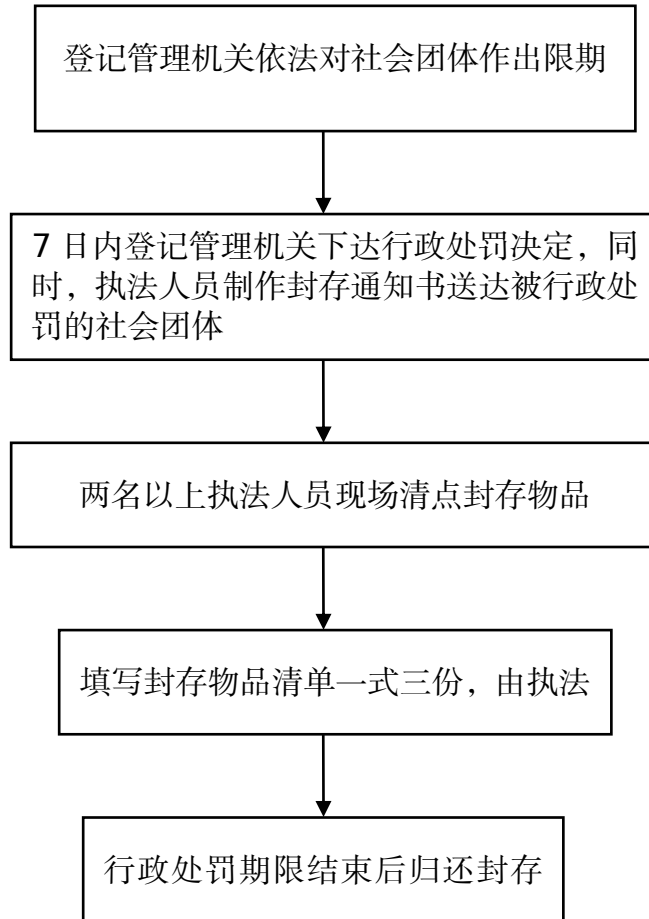 登记管理机关依法对社会团体作出限期
7 日内登记管理机关下达行政处罚决定，同
时，执法人员制作封存通知书送达被行政处
罚的社会团体
两名以上执法人员现场清点封存物品
填写封存物品清单一式三份，由执法
行政处罚期限结束后归还封存